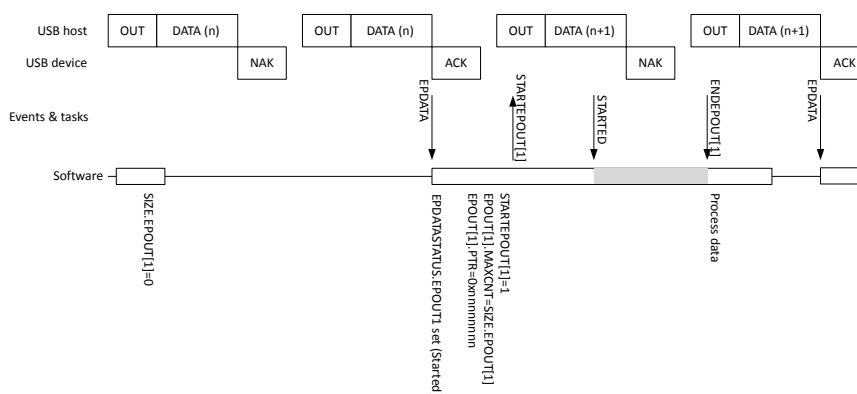 USB host
OUT
DATA (n)
OUT
DATA (n)
OUT
DATA (n+1)
OUT
DATA (n+1)
USB device
NAK
ACK
NAK
ACK
Events & tasks
EPDATA
STARTEPOUT[1]
STARTED
ENDEPOUT[1]
EPDATA
Software
SIZE.EPOUT[1]=0
EPDATASTATUS.EPOUT1 set (Started
EPOUT[1].PTR=0xnnnnnnnn
EPOUT[1].MAXCNT=SIZE.EPOUT[1]
STARTEPOUT[1]=1
Process data